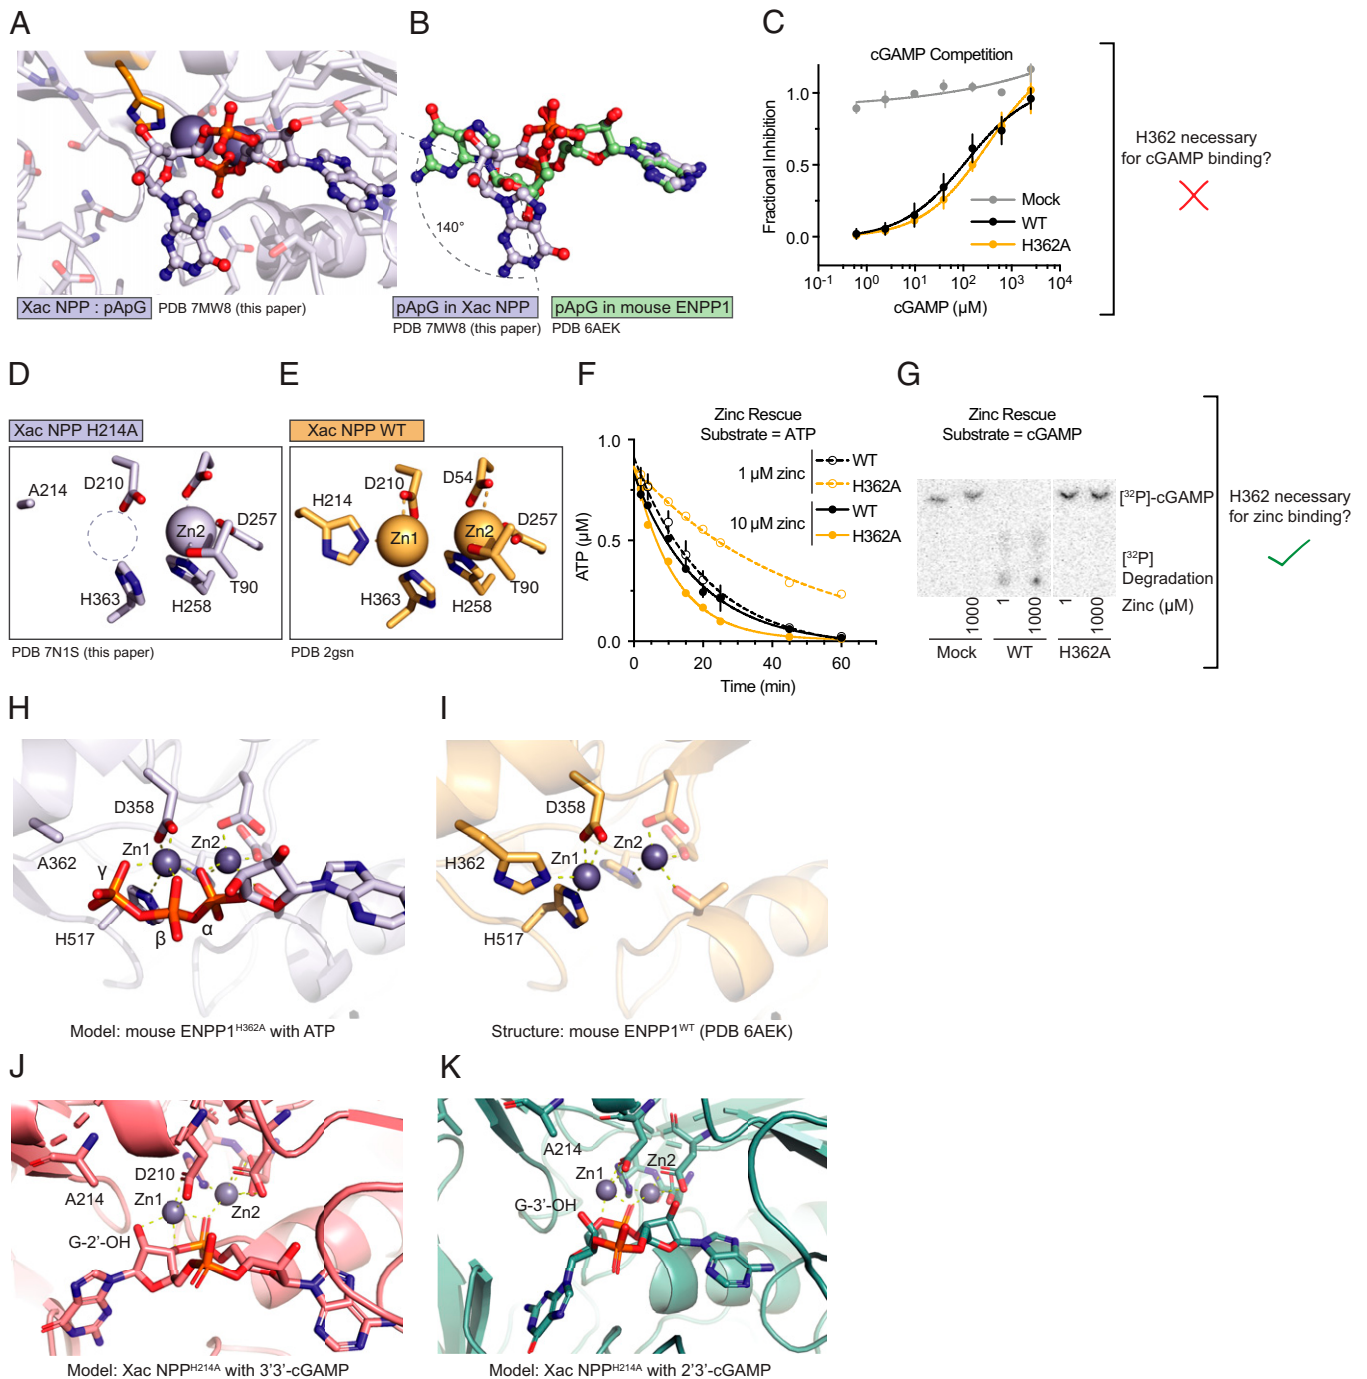 A
B
C
Xac NPP : pApG
PDB 7MW8 (this paper)
140°
pApG in Xac NPP
pApG in mouse ENPP1
PDB 7MW8 (this paper)
PDB 6AEK
cGAMP Competition
Fractional Inhibition
1.0
0.5
0.0
Mock
WT
H362A
10⁻¹ 10⁰ 10¹ 10² 10³ 10⁴
cGAMP (µM)
H362 necessary
for cGAMP binding?
D
E
F
G
Xac NPP H214A
A214
D210
Zn2
D257
T90
H363
H258
PDB 7N1S (this paper)
Xac NPP WT
H214
D210
D54
Zn1
Zn2
D257
T90
H363
H258
PDB 2gsn
Zinc Rescue
Substrate = ATP
1 µM zinc
WT
H362A
10 µM zinc
WT
H362A
ATP (µM)
1.0
0.5
0.0
0 20 40 60
Time (min)
Zinc Rescue
Substrate = cGAMP
[³²P]-cGAMP
[³²P]
Degradation
1 1000 1 1000 1 1000 Zinc (µM)
Mock WT H362A
H362 necessary
for zinc binding?
H
I
D358
A362
Zn1
Zn2
γ
H517
β
α
Model: mouse ENPP1ᴴ³⁶²ᴬ with ATP
D358
H362
Zn1
Zn2
H517
Structure: mouse ENPP1ᵂᵀ (PDB 6AEK)
J
K
D210
A214
Zn1
Zn2
G-2'-OH
Model: Xac NPPᴴ²¹⁴ᴬ with 3'3'-cGAMP
A214
Zn1
Zn2
G-3'-OH
Model: Xac NPPᴴ²¹⁴ᴬ with 2'3'-cGAMP